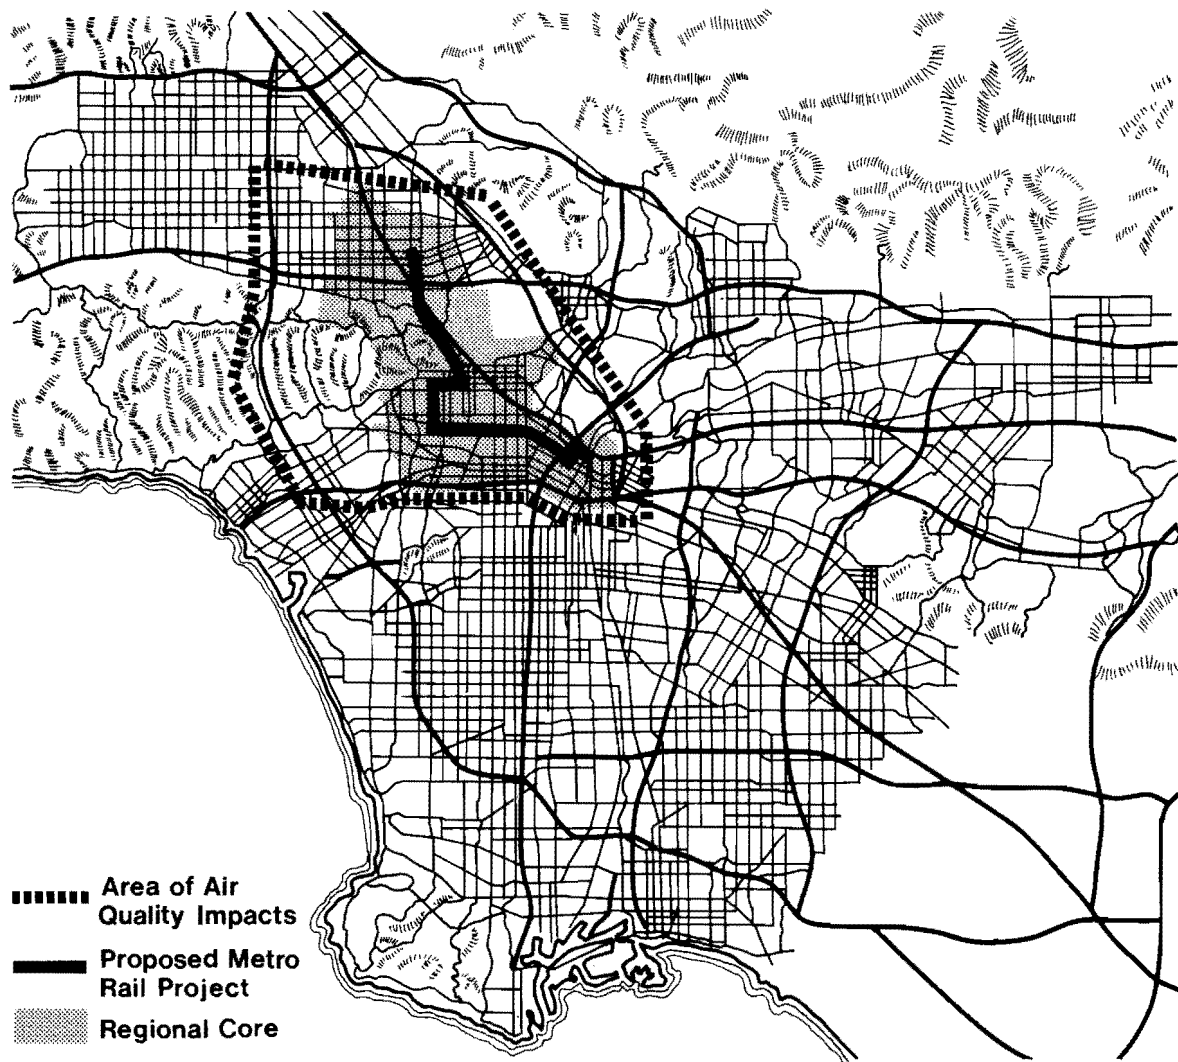 Area of Air
Quality Impacts
Proposed Metro
Rail Project
Regional Core